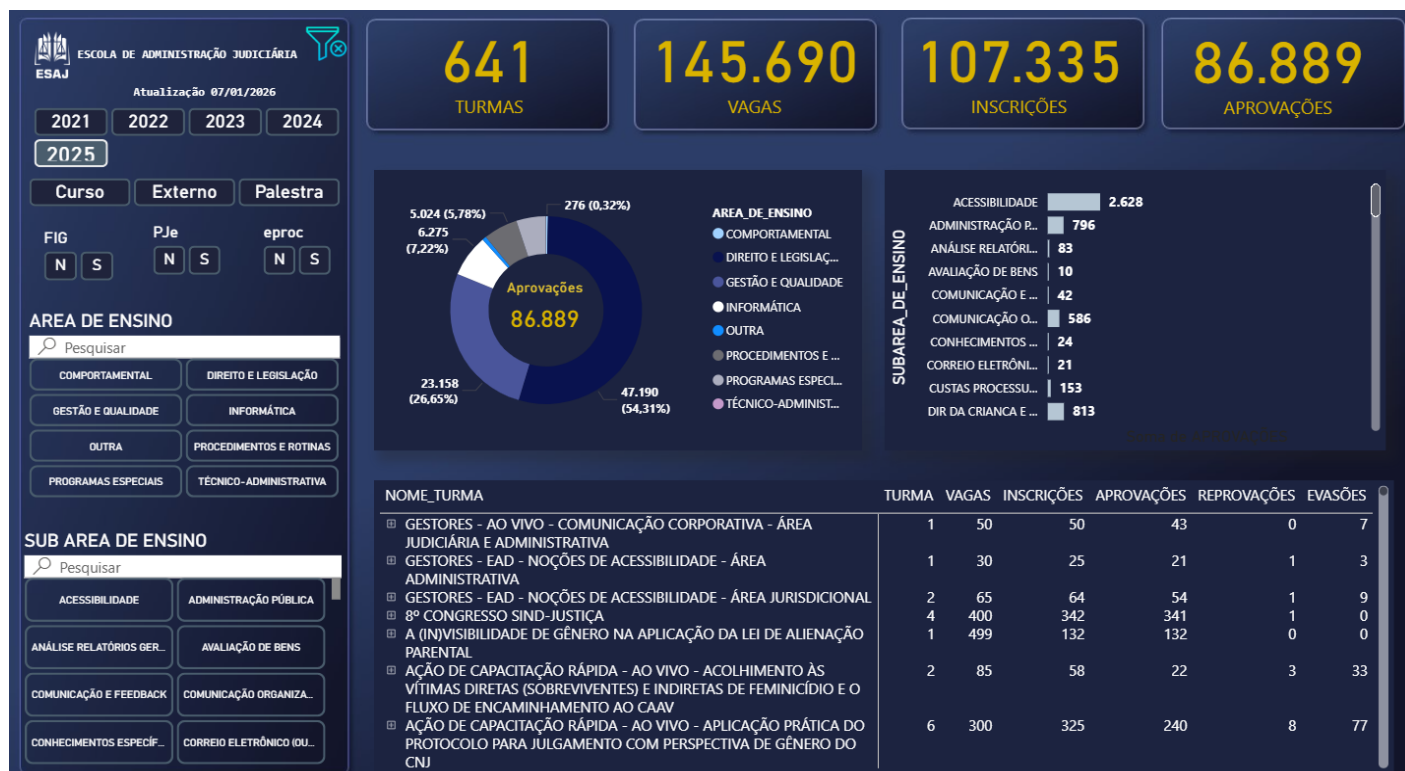 ESAJ
ESCOLA DE ADMINISTRAÇÃO JUDICIÁRIA
Atualização 07/01/2026
2021 2022 2023 2024
2025
Curso Externo Palestra
FIG PJe eproc
N S N S N S
AREA DE ENSINO
Pesquisar
COMPORTAMENTAL DIREITO E LEGISLAÇÃO
GESTÃO E QUALIDADE INFORMÁTICA
OUTRA PROCEDIMENTOS E ROTINAS
PROGRAMAS ESPECIAIS TÉCNICO-ADMINISTRATIVA
SUB AREA DE ENSINO
Pesquisar
ACESSIBILIDADE ADMINISTRAÇÃO PÚBLICA
ANÁLISE RELATÓRIOS GER... AVALIAÇÃO DE BENS
COMUNICAÇÃO E FEEDBACK COMUNICAÇÃO ORGANIZA...
CONHECIMENTOS ESPECÍF... CORREIO ELETRÔNICO (OU...
641
TURMAS
145.690
VAGAS
107.335
INSCRIÇÕES
86.889
APROVAÇÕES
5.024 (5,78%)
276 (0,32%)
6.275
(7,22%)
Aprovações
86.889
23.158
(26,65%)
47.190
(54,31%)
AREA_DE_ENSINO
COMPORTAMENTAL
DIREITO E LEGISLAÇ...
GESTÃO E QUALIDADE
INFORMÁTICA
OUTRA
PROCEDIMENTOS E ...
PROGRAMAS ESPECI...
TÉCNICO-ADMINIST...
SUBAREA_DE_ENSINO
ACESSIBILIDADE 2.628
ADMINISTRAÇÃO P... 796
ANÁLISE RELATÓRI... 83
AVALIAÇÃO DE BENS 10
COMUNICAÇÃO E ... 42
COMUNICAÇÃO O... 586
CONHECIMENTOS ... 24
CORREIO ELETRÔNI... 21
CUSTAS PROCESSU... 153
DIR DA CRIANCA E ... 813
NOME_TURMA TURMA VAGAS INSCRIÇÕES APROVAÇÕES REPROVAÇÕES EVASÕES
GESTORES - AO VIVO - COMUNICAÇÃO CORPORATIVA - ÁREA 1 50 50 43 0 7
JUDICIÁRIA E ADMINISTRATIVA
GESTORES - EAD - NOÇÕES DE ACESSIBILIDADE - ÁREA 1 30 25 21 1 3
ADMINISTRATIVA
GESTORES - EAD - NOÇÕES DE ACESSIBILIDADE - ÁREA JURISDICIONAL 2 65 64 54 1 9
8º CONGRESSO SIND-JUSTIÇA 4 400 342 341 1 0
A (IN)VISIBILIDADE DE GÊNERO NA APLICAÇÃO DA LEI DE ALIENAÇÃO 1 499 132 132 0 0
PARENTAL
AÇÃO DE CAPACITAÇÃO RÁPIDA - AO VIVO - ACOLHIMENTO ÀS 2 85 58 22 3 33
VÍTIMAS DIRETAS (SOBREVIVENTES) E INDIRETAS DE FEMINICÍDIO E O
FLUXO DE ENCAMINHAMENTO AO CAAV
AÇÃO DE CAPACITAÇÃO RÁPIDA - AO VIVO - APLICAÇÃO PRÁTICA DO 6 300 325 240 8 77
PROTOCOLO PARA JULGAMENTO COM PERSPECTIVA DE GÊNERO DO
CNJ